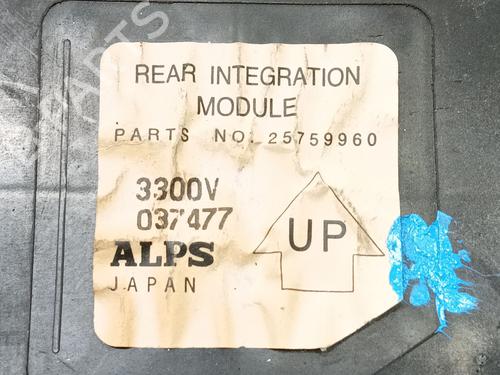 REAR INTEGRATION
MODULE
PARTS NO: 25759960
3300V
037477
ALPS
JAPAN
UP